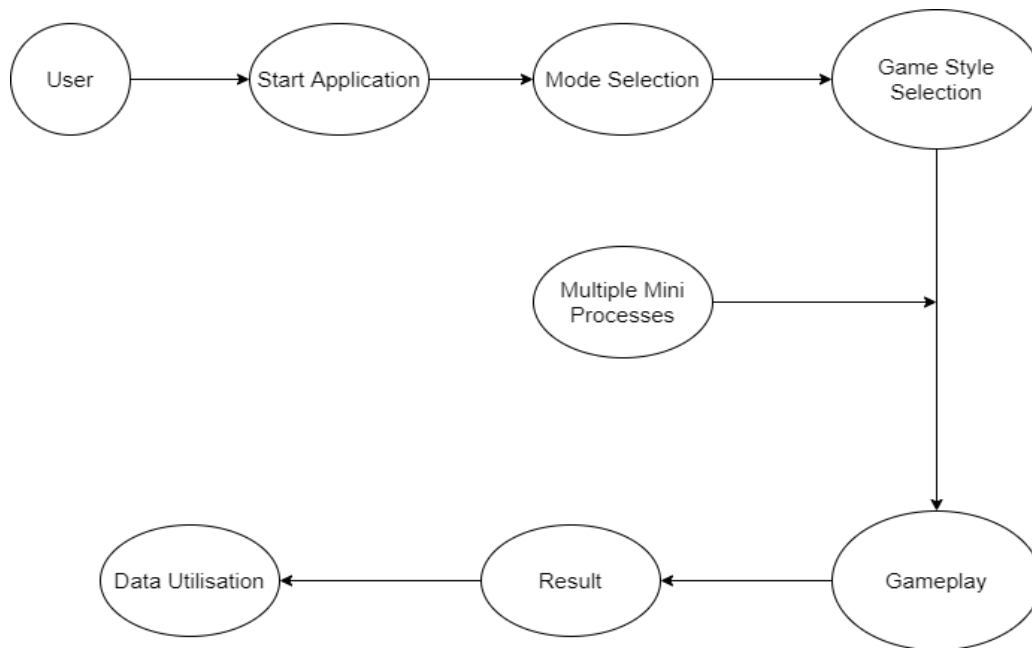 User
Start Application
Mode Selection
Game Style
Selection
Multiple Mini
Processes
Data Utilisation
Result
Gameplay